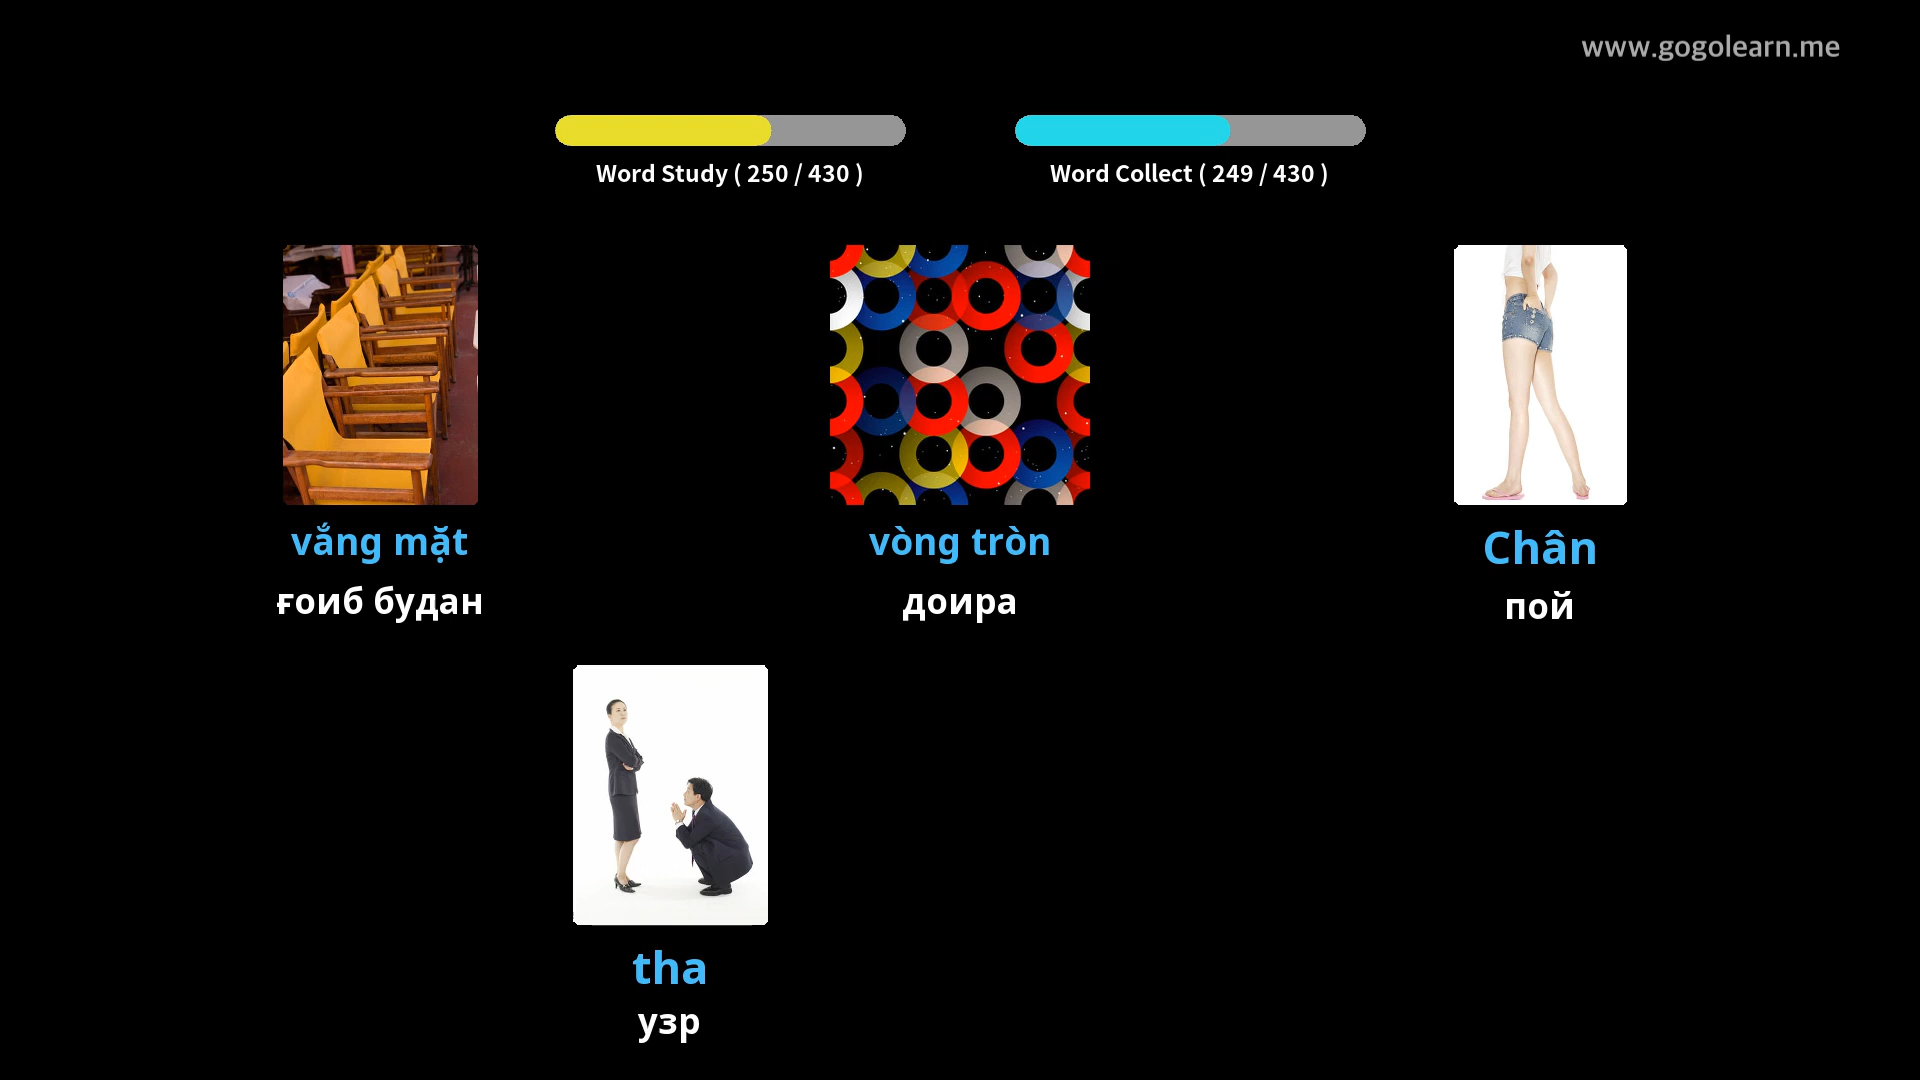 www.gogolearn.me
Word Study ( 250 / 430 )
Word Collect ( 249 / 430 )
vắng mặt
vòng tròn
Chân
ғоиб будан
доира
пой
tha
узр